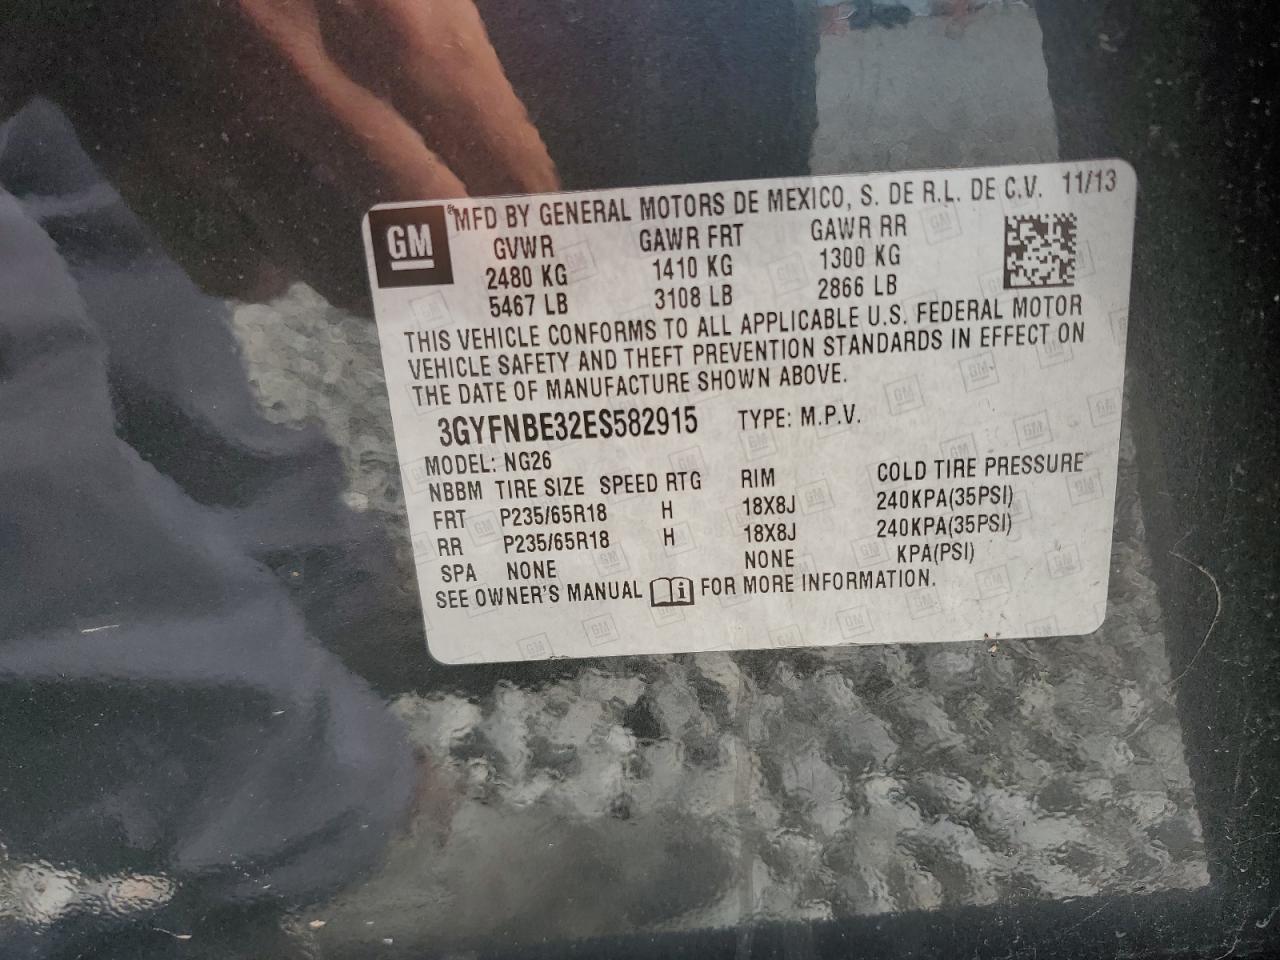 GM
MFD BY GENERAL MOTORS DE MEXICO, S. DE R.L. DE C.V. 11/13
GVWR GAWR FRT GAWR RR
2480 KG 1410 KG 1300 KG
5467 LB 3108 LB 2866 LB
THIS VEHICLE CONFORMS TO ALL APPLICABLE U.S. FEDERAL MOTOR
VEHICLE SAFETY AND THEFT PREVENTION STANDARDS IN EFFECT ON
THE DATE OF MANUFACTURE SHOWN ABOVE.
3GYFNBE32ES582915 TYPE: M.P.V.
MODEL: NG26
NBBM TIRE SIZE SPEED RTG RIM COLD TIRE PRESSURE
FRT P235/65R18 H 18X8J 240KPA(35PSI)
RR P235/65R18 H 18X8J 240KPA(35PSI)
SPA NONE NONE KPA(PSI)
SEE OWNER'S MANUAL i FOR MORE INFORMATION.